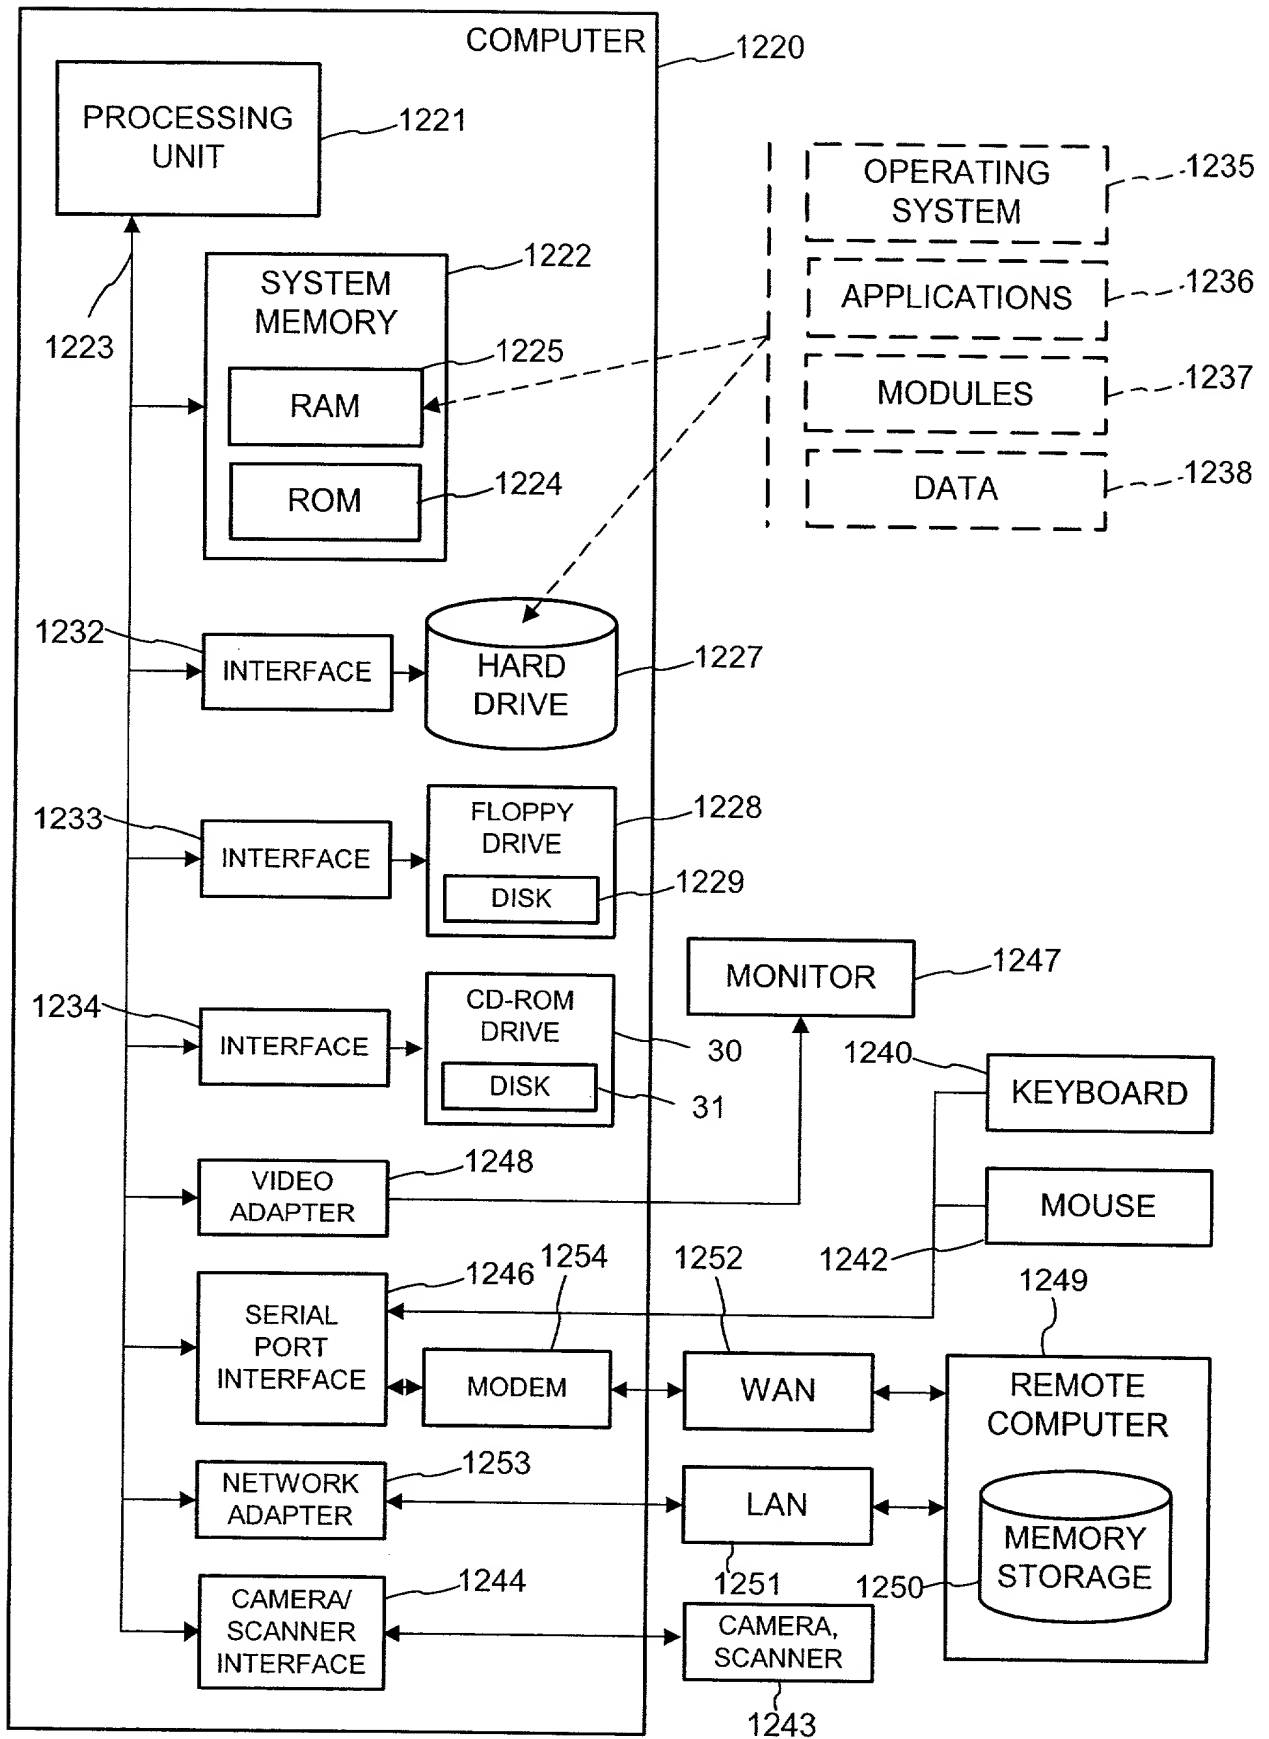 COMPUTER
1220
PROCESSING
UNIT
1221
1223
SYSTEM
MEMORY
1222
RAM
1225
ROM
1224
OPERATING
SYSTEM
1235
APPLICATIONS
1236
MODULES
1237
DATA
1238
1232
INTERFACE
HARD
DRIVE
1227
1233
INTERFACE
FLOPPY
DRIVE
1228
DISK
1229
1234
INTERFACE
CD-ROM
DRIVE
30
DISK
31
MONITOR
1247
1240
KEYBOARD
MOUSE
1242
VIDEO
ADAPTER
1248
1246
SERIAL
PORT
INTERFACE
1254
MODEM
1252
WAN
1249
REMOTE
COMPUTER
MEMORY
STORAGE
1250
NETWORK
ADAPTER
1253
LAN
1251
CAMERA/
SCANNER
INTERFACE
1244
CAMERA,
SCANNER
1243